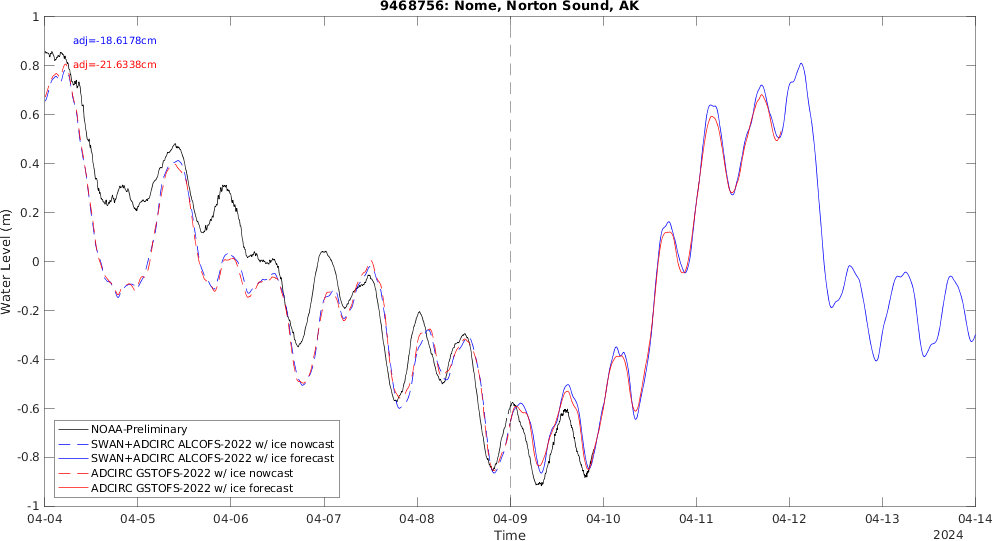 9468756: Nome, Norton Sound, AK
1
adj=-18.6178cm
adj=-21.6338cm
0.8
0.6
0.4
0.2
0
-0.2
-0.4
-0.6
-0.8
-1
Water Level (m)
NOAA-Preliminary
SWAN+ADCIRC ALCOFS-2022 w/ ice nowcast
SWAN+ADCIRC ALCOFS-2022 w/ ice forecast
ADCIRC GSTOFS-2022 w/ ice nowcast
ADCIRC GSTOFS-2022 w/ ice forecast
04-04 04-05 04-06 04-07 04-08 04-09 04-10 04-11 04-12 04-13 04-14
Time
2024